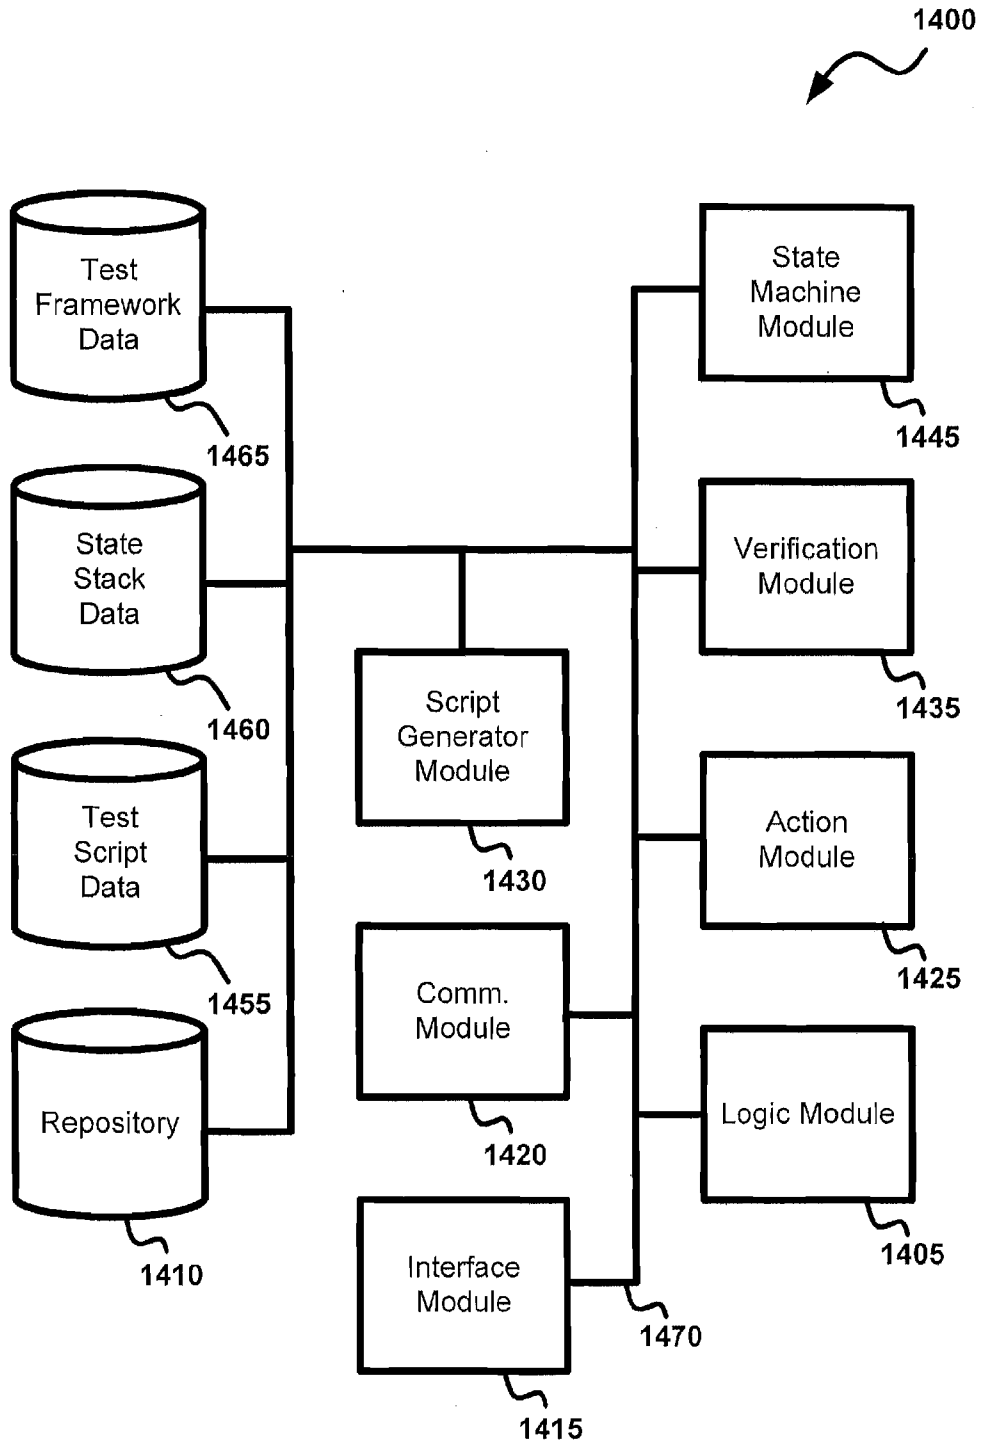 1400
Test
Framework
Data
1465
State
Stack
Data
1460
Test
Script
Data
1455
Repository
1410
Script
Generator
Module
1430
Comm.
Module
1420
Interface
Module
1415
State
Machine
Module
1445
Verification
Module
1435
Action
Module
1425
Logic Module
1405
1470